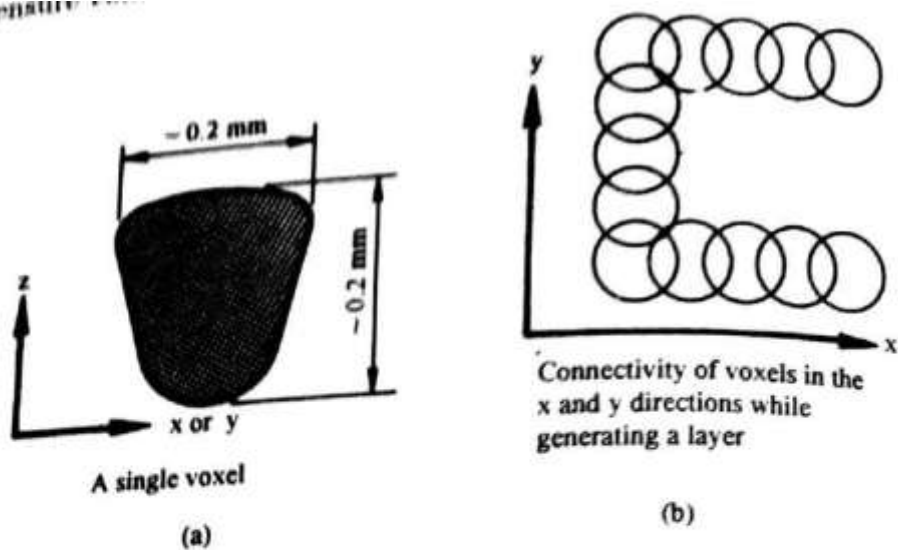 ~ 0.2 mm
~0.2 mm
z
x or y
A single voxel
(a)
y
x
Connectivity of voxels in the
x and y directions while
generating a layer
(b)